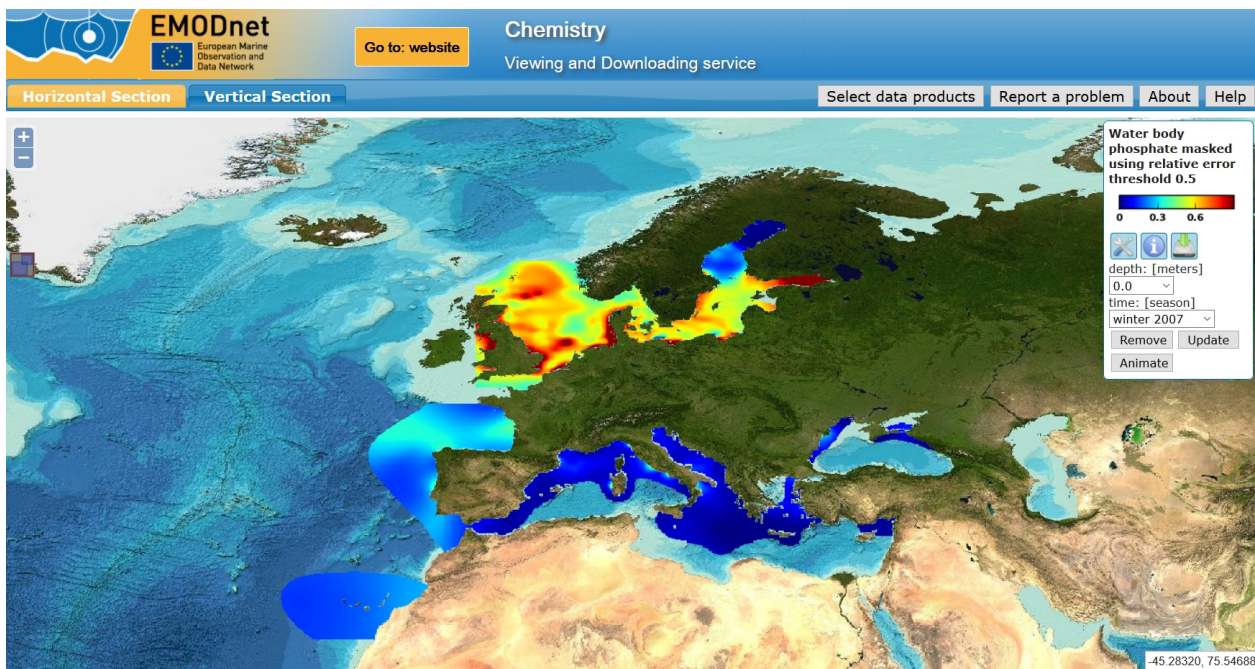 EMODnet
European Marine
Observation and
Data Network
Go to: website
Chemistry
Viewing and Downloading service
Horizontal Section
Vertical Section
Select data products
Report a problem
About
Help
+
−
Water body
phosphate masked
using relative error
threshold 0.5
0 0.3 0.6
depth: [meters]
0.0
time: [season]
winter 2007
Remove Update
Animate
-45.28320, 75.54688